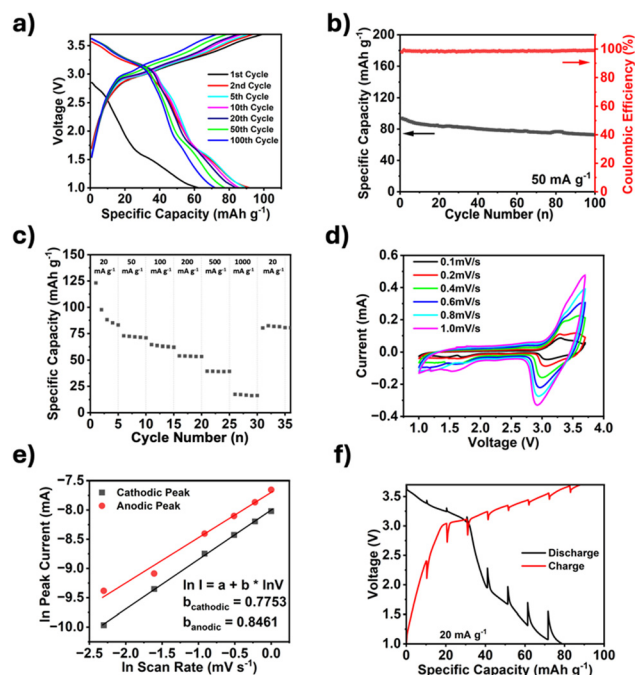 a)
3.5
3.0
2.5
2.0
1.5
1.0
Voltage (V)
1st Cycle
2nd Cycle
5th Cycle
10th Cycle
20th Cycle
50th Cycle
100th Cycle
0 20 40 60 80 100
Specific Capacity (mAh g⁻¹)
b)
200
160
120
80
40
0
Specific Capacity (mAh g⁻¹)
100
80
60
40
20
0
Coulombic Efficiency (%)
50 mA g⁻¹
0 20 40 60 80 100
Cycle Number (n)
c)
150
125
100
75
50
25
0
Specific Capacity (mAh g⁻¹)
20 50 100 200 500 1000 20
mA g⁻¹ mA g⁻¹ mA g⁻¹ mA g⁻¹ mA g⁻¹ mA g⁻¹ mA g⁻¹
0 5 10 15 20 25 30 35
Cycle Number (n)
d)
0.6
0.4
0.2
0.0
−0.2
−0.4
Current (mA)
0.1mV/s
0.2mV/s
0.4mV/s
0.6mV/s
0.8mV/s
1.0mV/s
1.0 1.5 2.0 2.5 3.0 3.5 4.0
Voltage (V)
e)
−7.5
−8.0
−8.5
−9.0
−9.5
−10.0
ln Peak Current (mA)
Cathodic Peak
Anodic Peak
ln I = a + b * lnV
b cathodic = 0.7753
b anodic = 0.8461
−2.5 −2.0 −1.5 −1.0 −0.5 0.0
ln Scan Rate (mV s⁻¹)
f)
3.5
3.0
2.5
2.0
1.5
1.0
Voltage (V)
Discharge
Charge
20 mA g⁻¹
0 20 40 60 80 100
Specific Capacity (mAh g⁻¹)